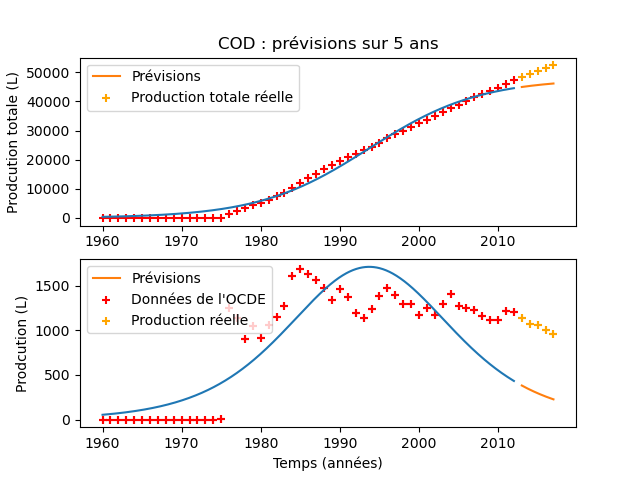 COD : prévisions sur 5 ans
Prodcution totale (L)
50000
40000
30000
20000
10000
0
Prévisions
Production totale réelle
1960 1970 1980 1990 2000 2010
Prodcution (L)
1500
1000
500
0
Prévisions
Données de l'OCDE
Production réelle
1960 1970 1980 1990 2000 2010
Temps (années)